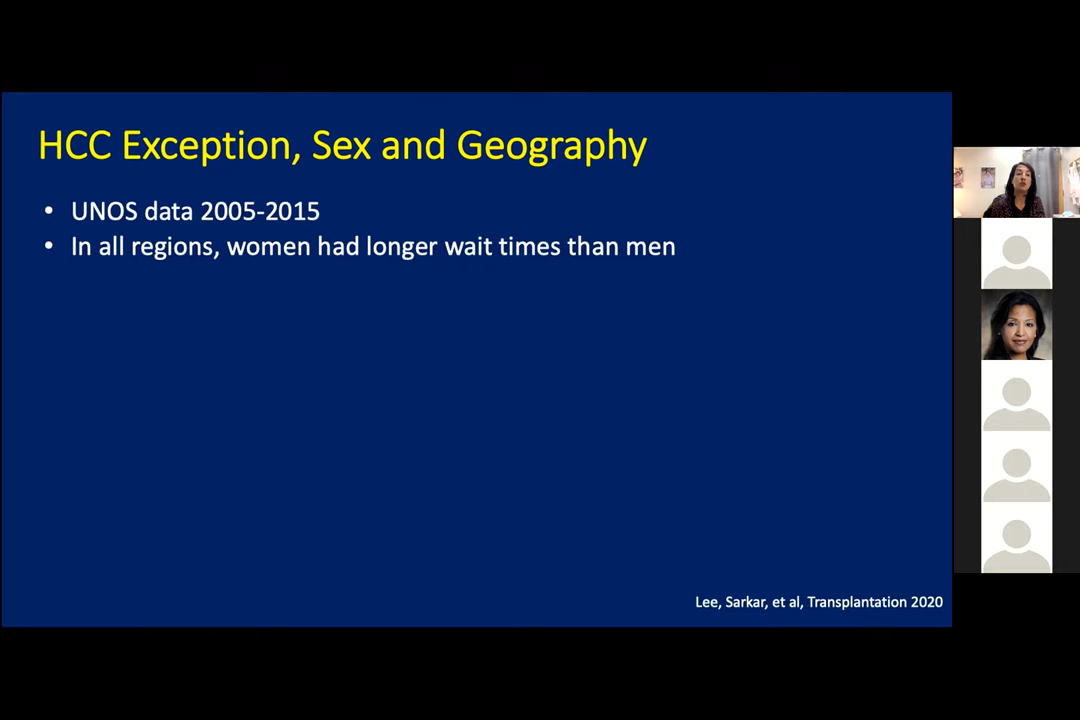 HCC Exception, Sex and Geography
• UNOS data 2005-2015
• In all regions, women had longer wait times than men
Lee, Sarkar, et al, Transplantation 2020